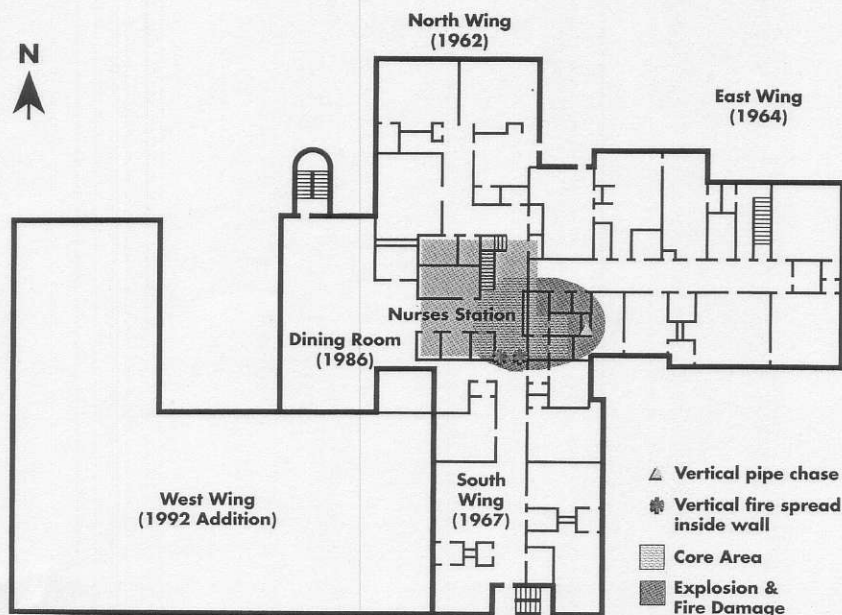 North Wing
(1962)
N
East Wing
(1964)
Nurses Station
Dining Room
(1986)
West Wing
(1992 Addition)
South
Wing
(1967)
Vertical pipe chase
Vertical fire spread
inside wall
Core Area
Explosion &
Fire Damage